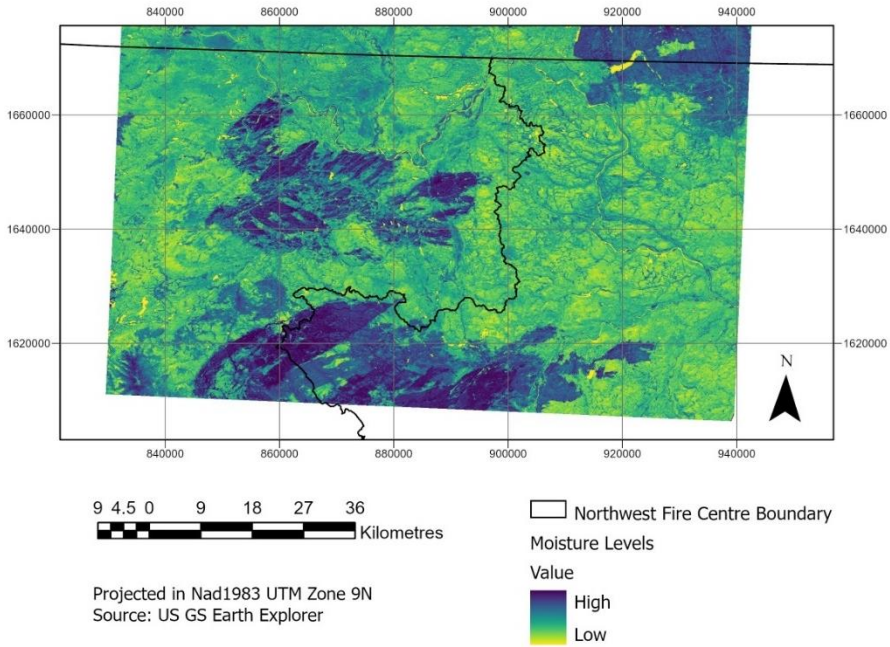 840000 860000 880000 900000 920000 940000
1660000 1660000
1640000 1640000
1620000 1620000
N
840000 860000 880000 900000 920000 940000
9 4.5 0 9 18 27 36
Kilometres
Projected in Nad1983 UTM Zone 9N
Source: US GS Earth Explorer
Northwest Fire Centre Boundary
Moisture Levels
Value
High
Low